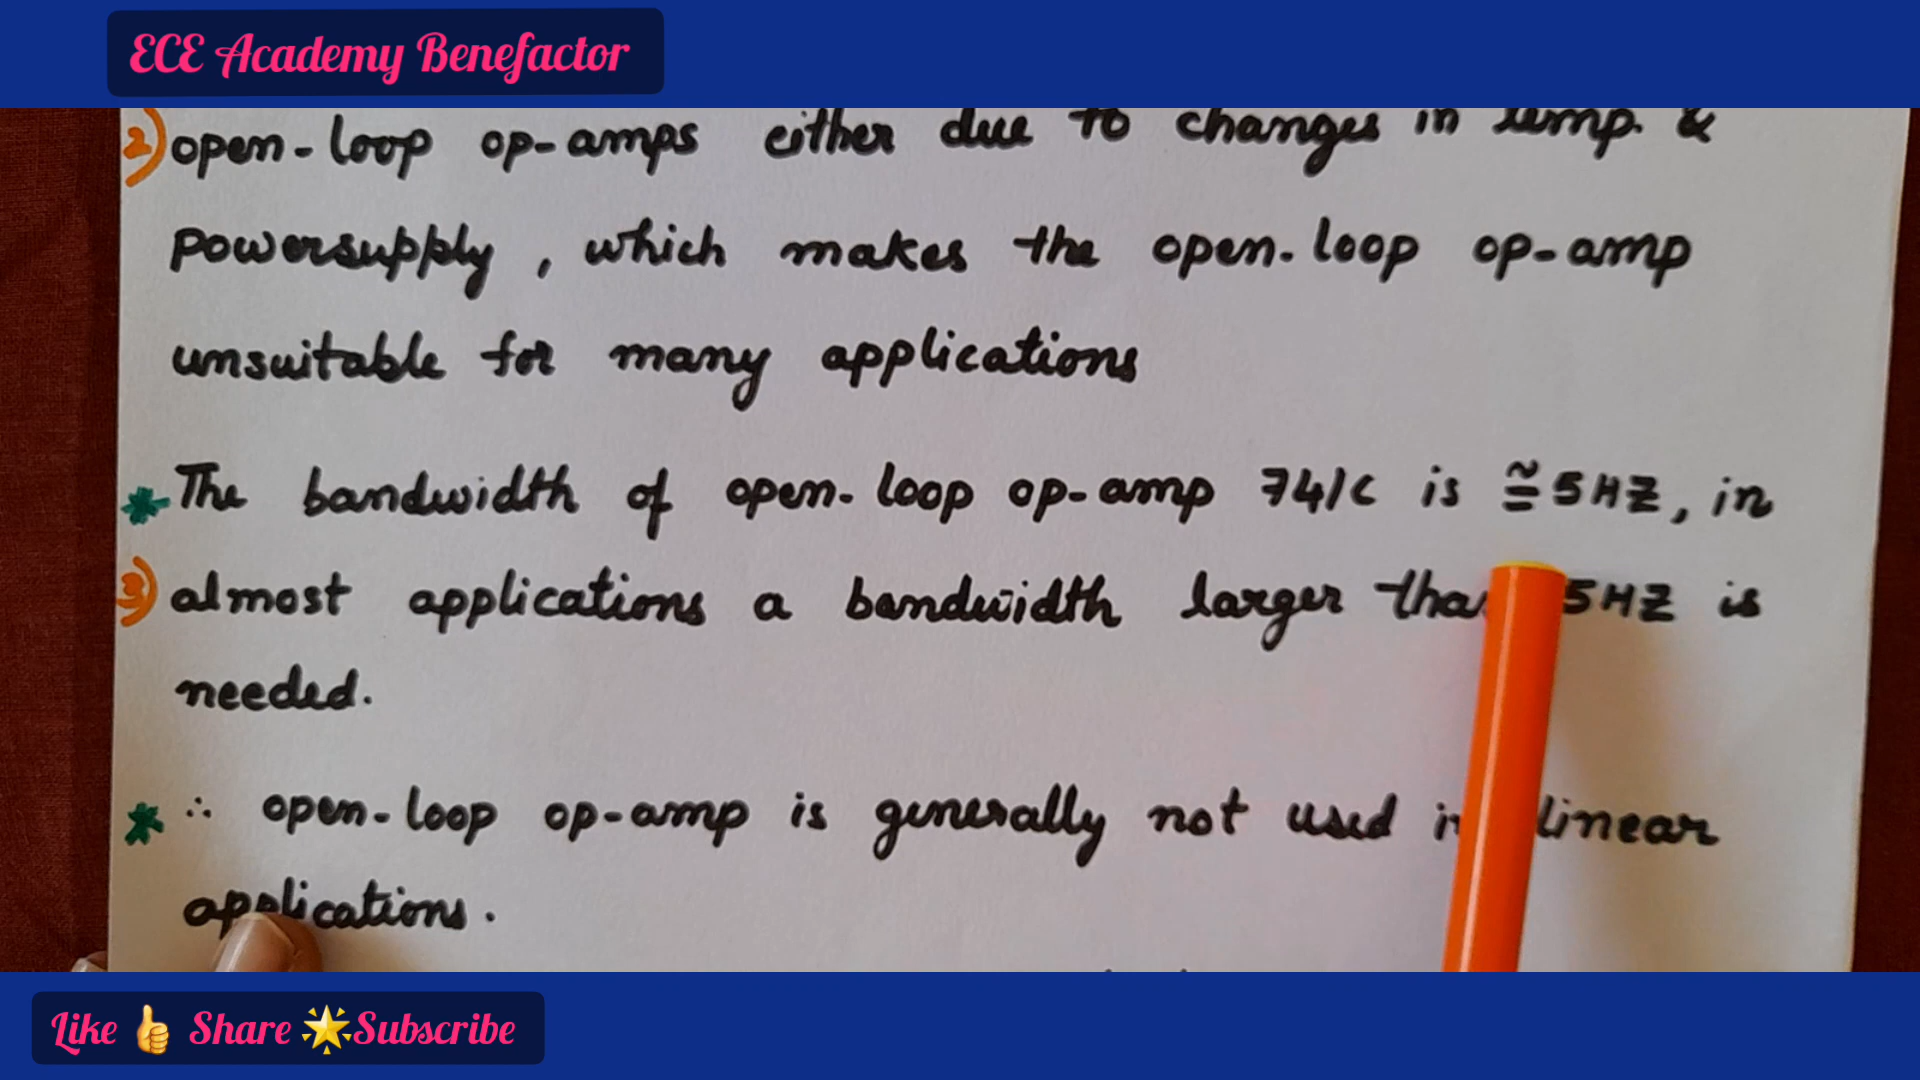 ECE Academy Benefactor
2) open-loop op-amps either due to changes in temp. &
powersupply, which makes the open-loop op-amp
unsuitable for many applications
* The bandwidth of open-loop op-amp 741C is ≅ 5HZ, in
3) almost applications a bandwidth larger than 5HZ is
needed.
* ∴ open-loop op-amp is generally not used in linear
applications.
Like 👍 Share 🌟Subscribe